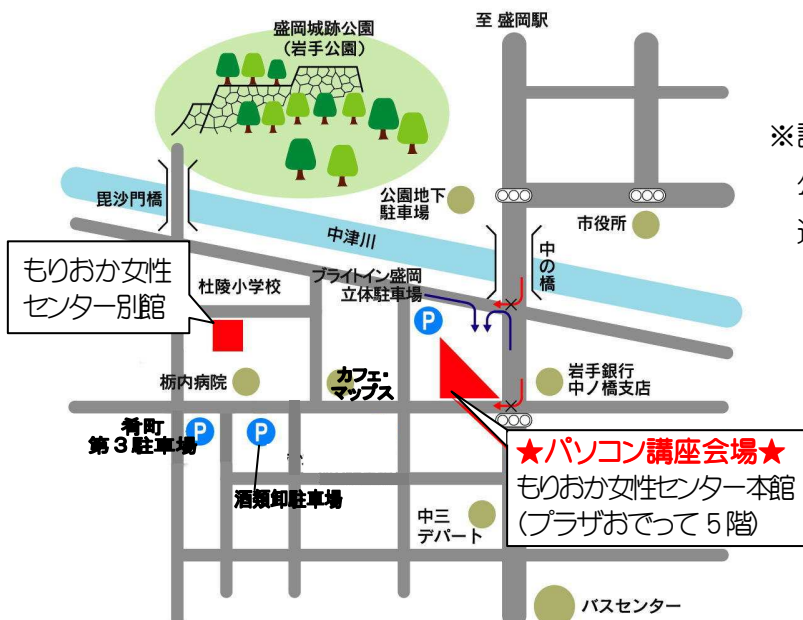 至 盛岡駅
盛岡城跡公園
(岩手公園)
毘沙門橋
公園地下
駐車場
市役所
中津川
中の橋
もりおか女性
センター別館
杜陵小学校
ブライトイン盛岡
立体駐車場
P
栃内病院
カフェ・
マップス
岩手銀行
中ノ橋支店
肴町
第3駐車場
P
P
酒類卸駐車場
★パソコン講座会場★
もりおか女性センター本館
(プラザおでって5階)
中三
デパート
バスセンター